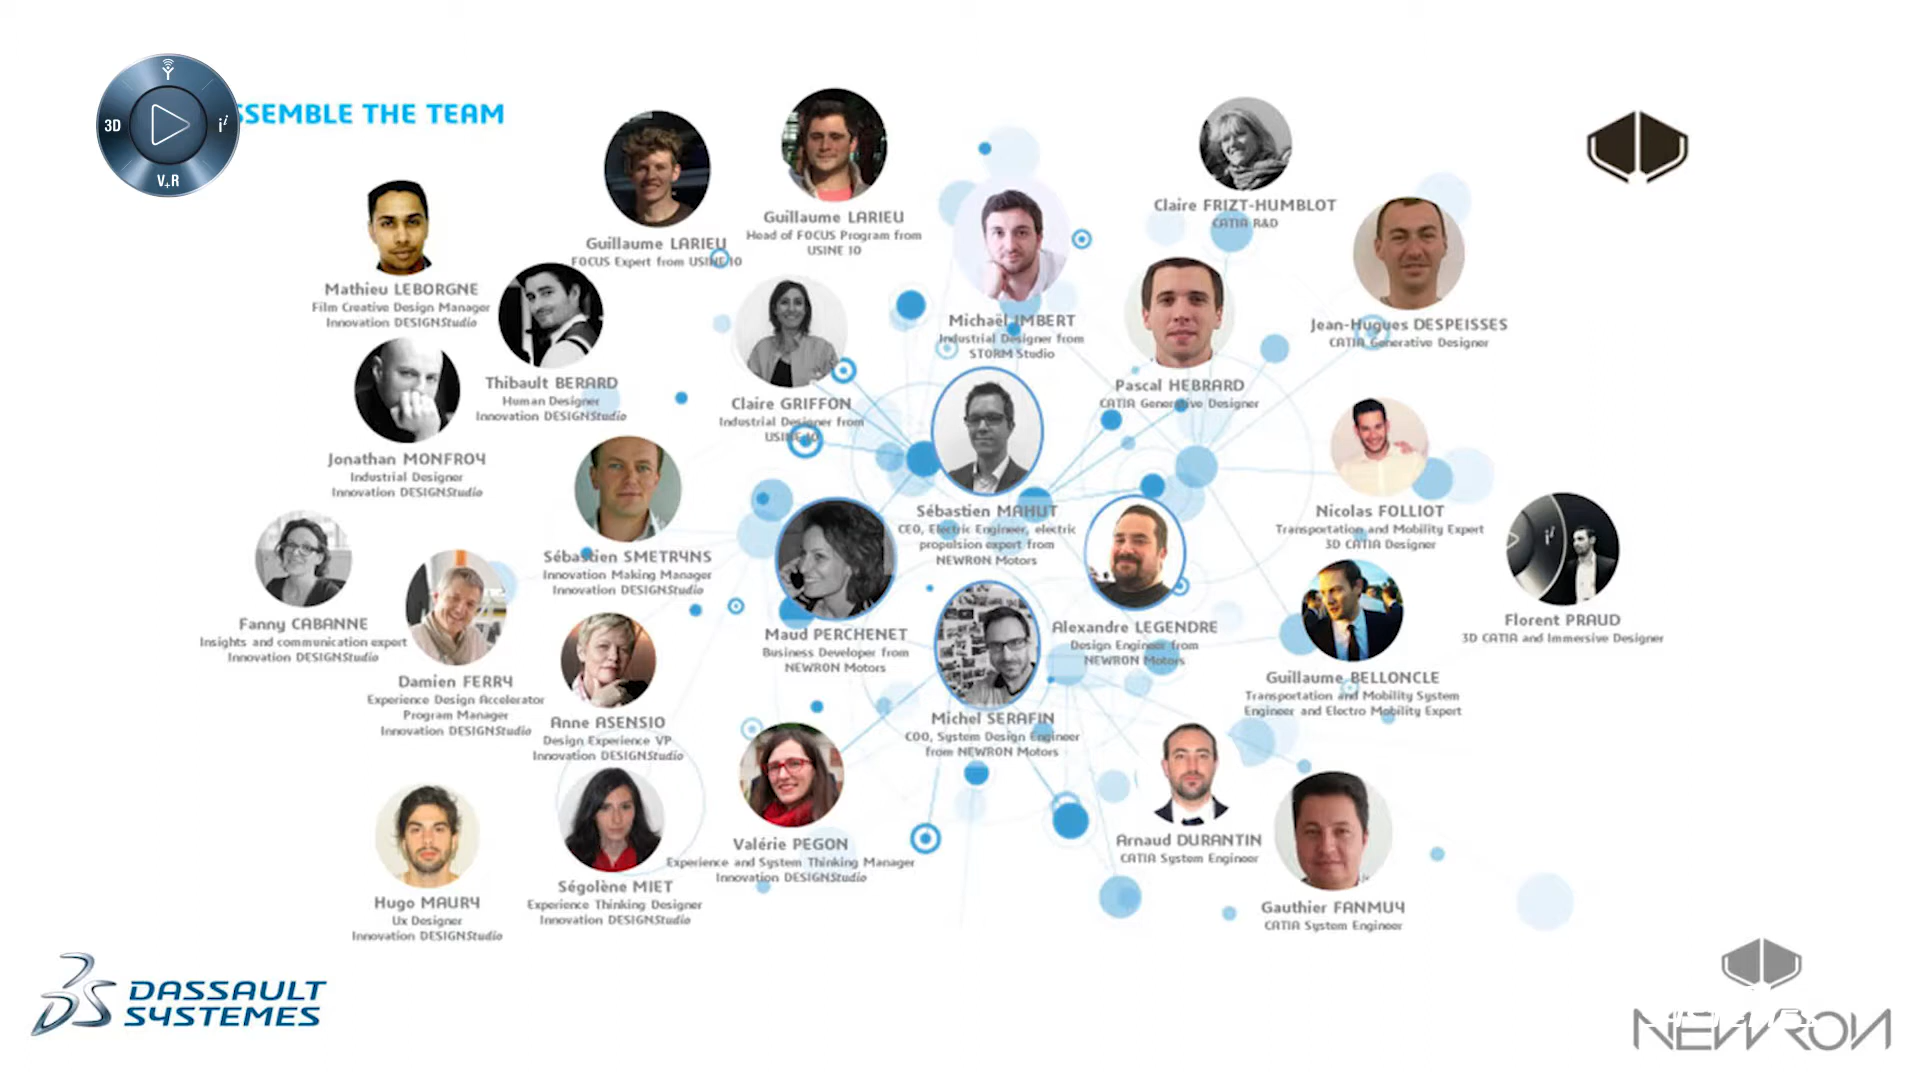 3D
i
V+R
SSEMBLE THE TEAM
Guillaume LARIEU
Head of FOCUS Program from
USINE IO
Guillaume LARIEU
FOCUS Expert from USINE IO
Claire FRIZT-HUMBLOT
CATIA R&D
Mathieu LEBORGNE
Film Creative Design Manager
Innovation DESIGNStudio
Michaël IMBERT
Industrial Designer from
STORM Studio
Jean-Hugues DESPEISSES
CATIA Generative Designer
Thibault BERARD
Human Designer
Innovation DESIGNStudio
Claire GRIFFON
Industrial Designer from
USINE IO
Pascal HEBRARD
CATIA Generative Designer
Jonathan MONFROY
Industrial Designer
Innovation DESIGNStudio
Sébastien MAHUT
CEO, Electric Engineer, electric
propulsion expert from
NEWRON Motors
Nicolas FOLLIOT
Transportation and Mobility Expert
3D CATIA Designer
Sébastien SMETRYNS
Innovation Making Manager
Innovation DESIGNStudio
Fanny CABANNE
Insights and communication expert
Innovation DESIGNStudio
Maud PERCHENET
Business Developer from
NEWRON Motors
Alexandre LEGENDRE
Design Engineer from
NEWRON Motors
Florent PRAUD
3D CATIA and Immersive Designer
Damien FERRY
Experience Design Accelerator
Program Manager
Innovation DESIGNStudio
Guillaume BELLONCLE
Transportation and Mobility System
Engineer and Electro Mobility Expert
Anne ASENSIO
Design Experience VP
Innovation DESIGNStudio
Michel SERAFIN
COO, System Design Engineer
from NEWRON Motors
Valérie PEGON
Experience and System Thinking Manager
Innovation DESIGNStudio
Arnaud DURANTIN
CATIA System Engineer
Hugo MAURY
Ux Designer
Innovation DESIGNStudio
Ségolène MIET
Experience Thinking Designer
Innovation DESIGNStudio
Gauthier FANMUY
CATIA System Engineer
DASSAULT
SYSTEMES
NEWRON